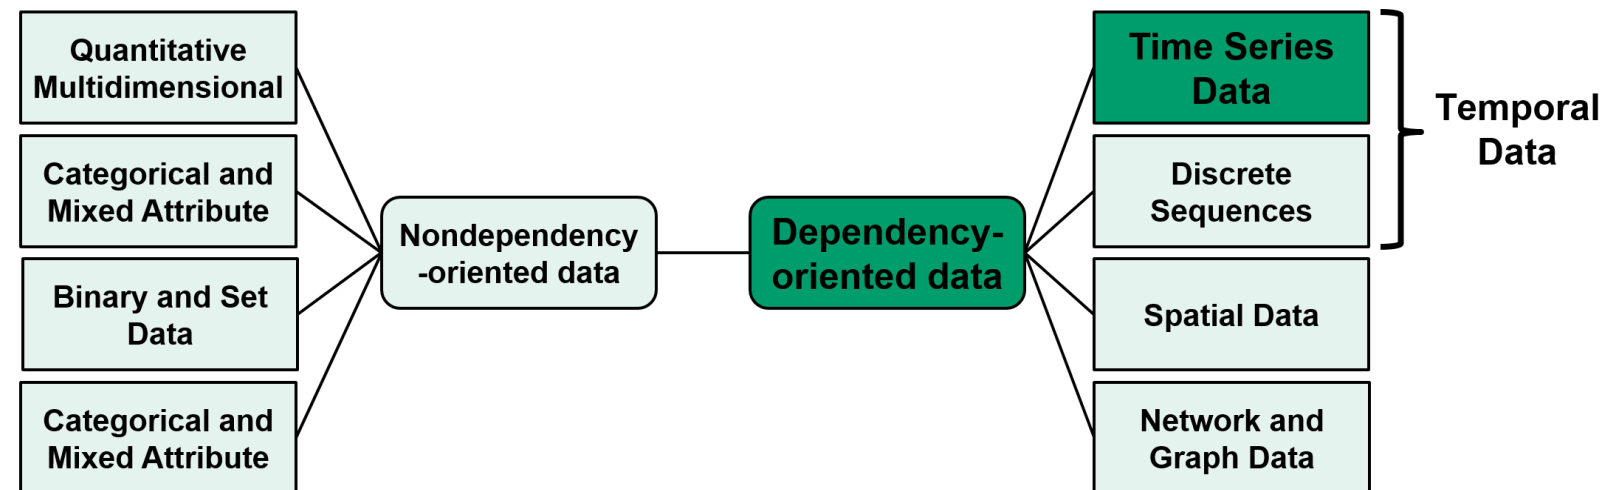 Quantitative
Multidimensional
Categorical and
Mixed Attribute
Binary and Set
Data
Categorical and
Mixed Attribute
Nondependency
-oriented data
Dependency-
oriented data
Time Series
Data
Discrete
Sequences
Spatial Data
Network and
Graph Data
Temporal
Data